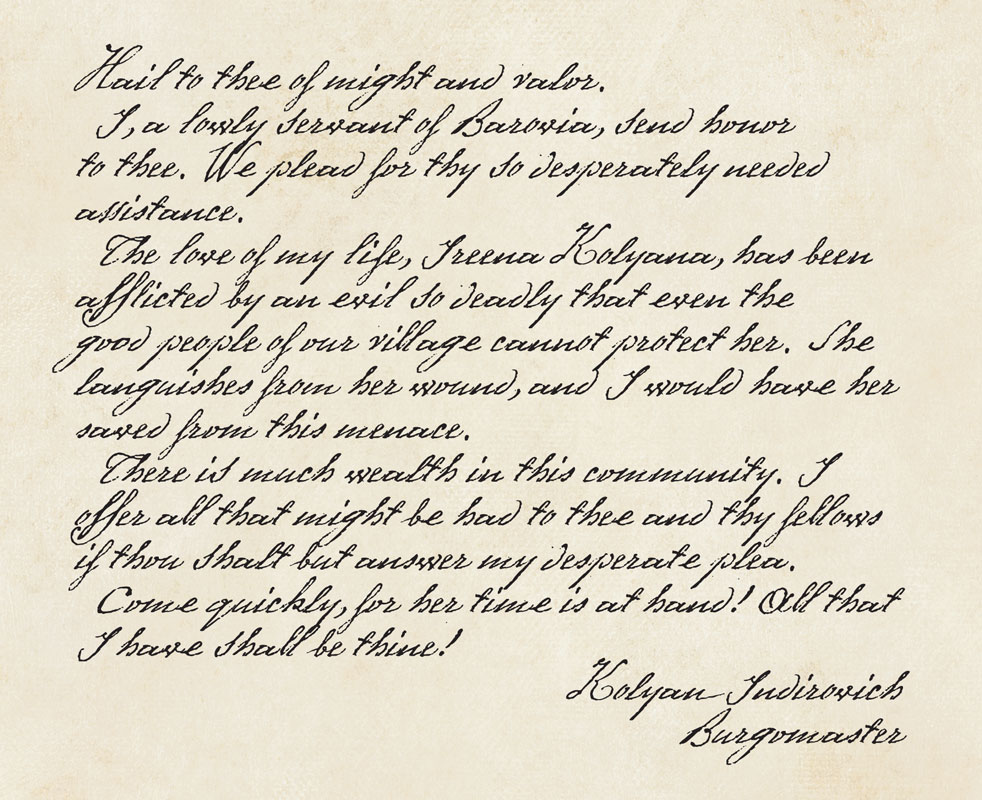 Hail to thee of might and valor.
I, a lowly servant of Barovia, send honor
to thee. We plead for thy so desperately needed
assistance.
The love of my life, Ireena Kolyana, has been
afflicted by an evil so deadly that even the
good people of our village cannot protect her. She
languishes from her wound, and I would have her
saved from this menace.
There is much wealth in this community. I
offer all that might be had to thee and thy fellows
if thou shalt but answer my desperate plea.
Come quickly, for her time is at hand! All that
I have shall be thine!
Kolyan Indirovich
Burgomaster